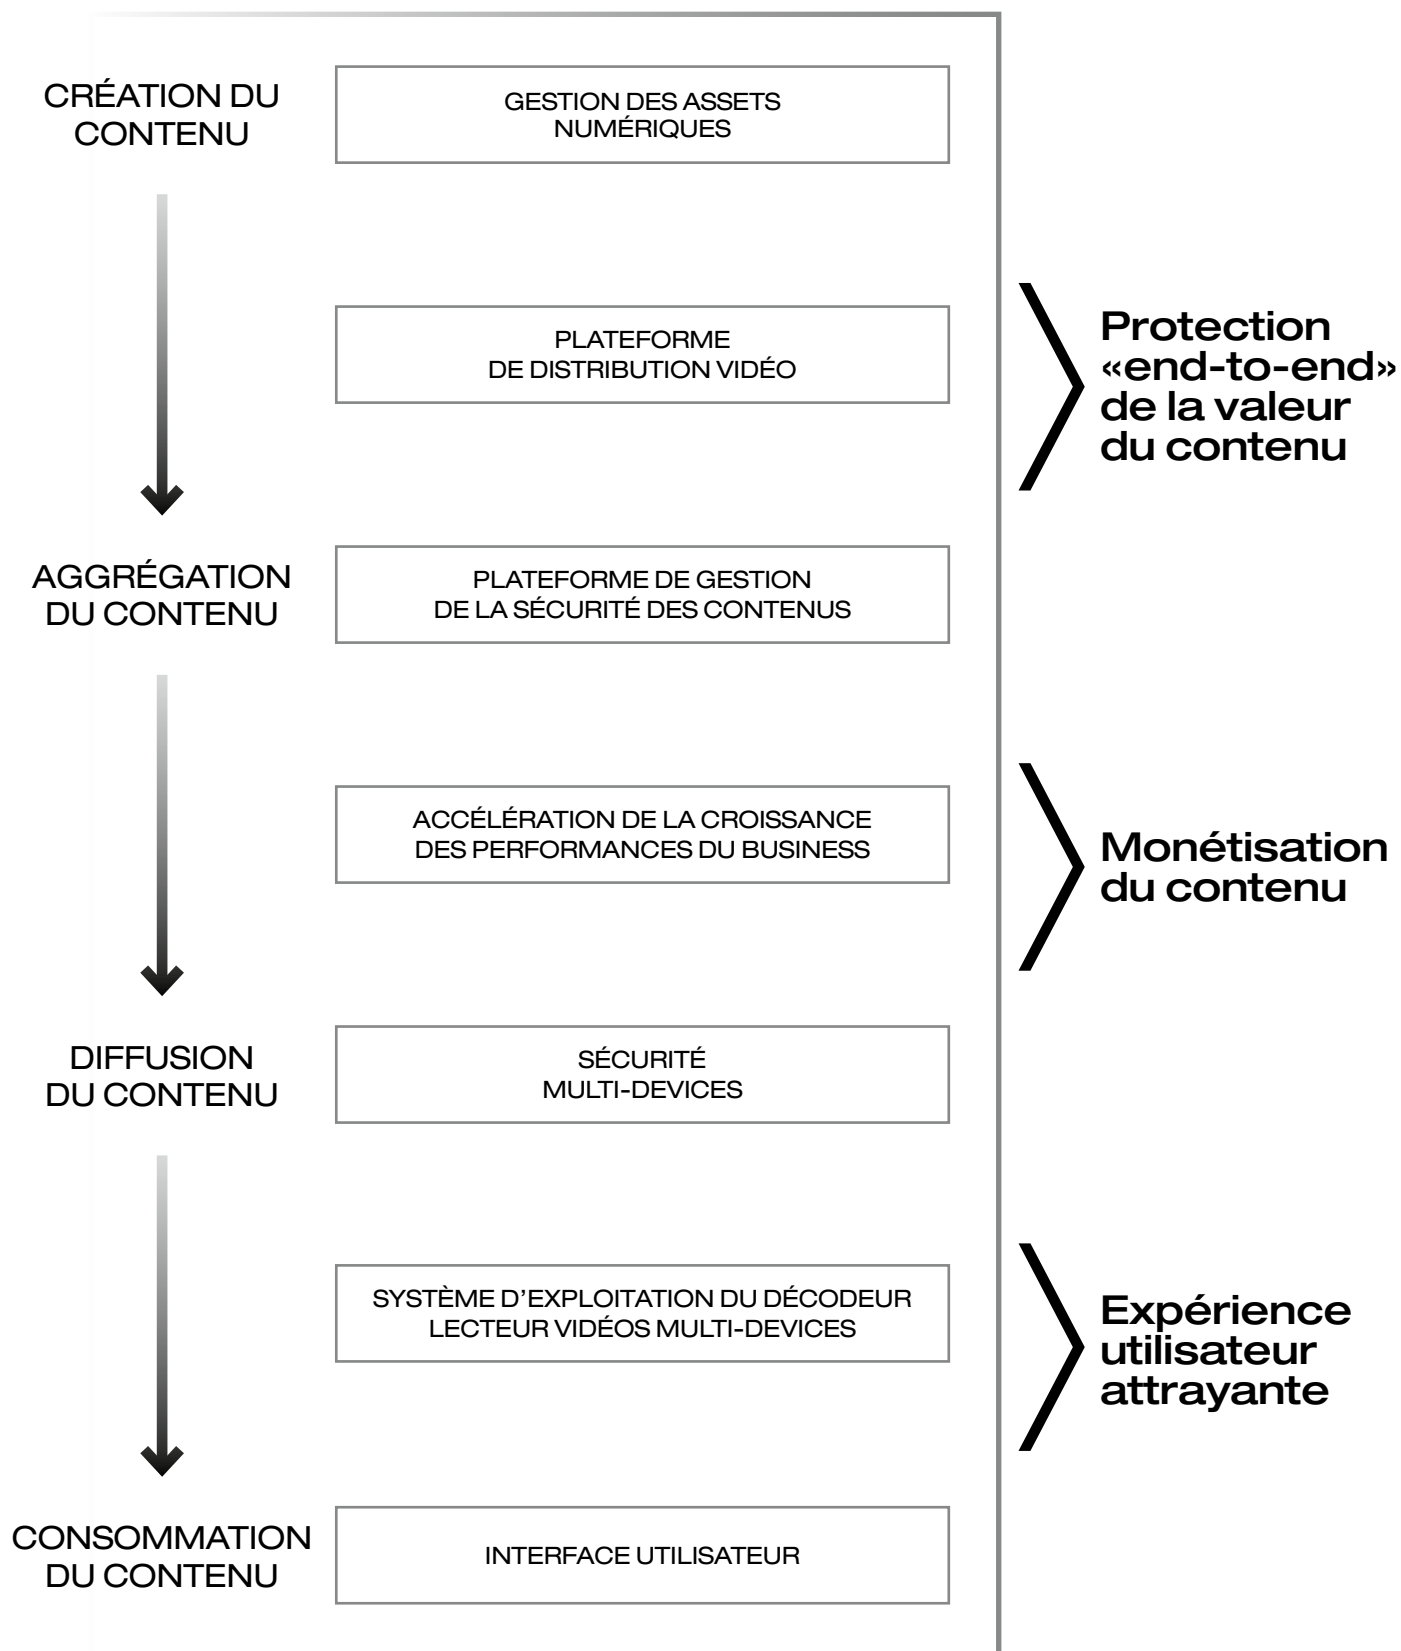 CRÉATION DU
CONTENU
GESTION DES ASSETS
NUMÉRIQUES
PLATEFORME
DE DISTRIBUTION VIDÉO
Protection
«end-to-end»
de la valeur
du contenu
AGGRÉGATION
DU CONTENU
PLATEFORME DE GESTION
DE LA SÉCURITÉ DES CONTENUS
ACCÉLÉRATION DE LA CROISSANCE
DES PERFORMANCES DU BUSINESS
Monétisation
du contenu
DIFFUSION
DU CONTENU
SÉCURITÉ
MULTI-DEVICES
SYSTÈME D’EXPLOITATION DU DÉCODEUR
LECTEUR VIDÉOS MULTI-DEVICES
Expérience
utilisateur
attrayante
CONSOMMATION
DU CONTENU
INTERFACE UTILISATEUR